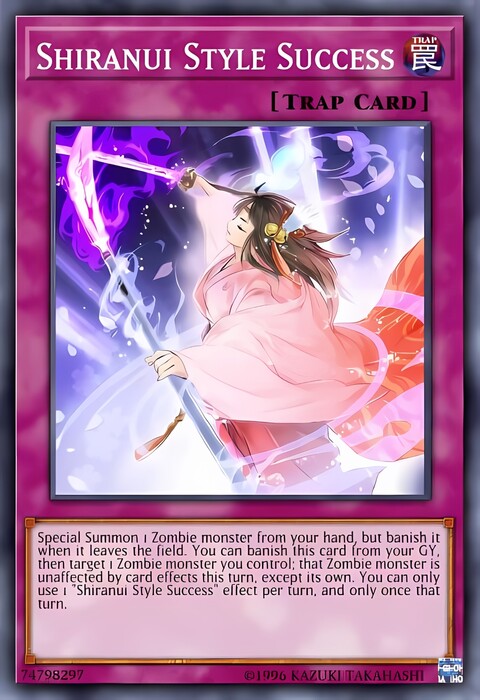 SHIRANUI STYLE SUCCESS
TRAP
罠
[TRAP CARD]
Special Summon 1 Zombie monster from your hand, but banish it
when it leaves the field. You can banish this card from your GY,
then target 1 Zombie monster you control; that Zombie monster is
unaffected by card effects this turn, except its own. You can only
use 1 "Shiranui Style Success" effect per turn, and only once that
turn.
74798297
©1996 KAZUKI TAKAHASHI